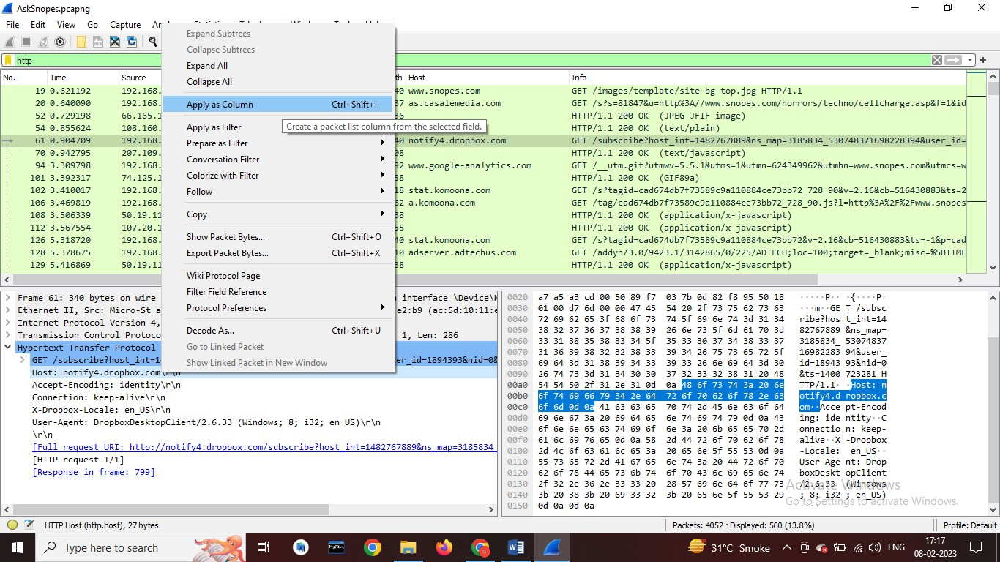 AskSnopes.pcapng
File Edit View Go Capture
http
No. Time Source Host Info
19 0.621192 192.168. 40 www.snopes.com GET /images/template/site-bg-top.jpg HTTP/1.1
20 0.640090 192.168. 37 as.casalemedia.com GET /s?s=81847&u=http%3A//www.snopes.com/horrors/techno/cellcharge.asp&f=1&id
52 0.729198 66.165.1 36 HTTP/1.1 200 OK (JPEG JFIF image)
54 0.855624 108.160. HTTP/1.1 200 OK (text/plain)
61 0.904709 192.168. 40 notify4.dropbox.com GET /subscribe?host_int=1482767889&ns_map=3185834_530748371698228394&user_id=
70 0.942795 207.109. 08 HTTP/1.1 200 OK (text/javascript)
94 3.309798 192.168. 92 www.google-analytics.com GET /__utm.gif?utmwv=5.5.1&utms=1&utmn=624349962&utmhn=www.snopes.com&utmcs=w
101 3.392317 74.125.1 58 HTTP/1.1 200 OK (GIF89a)
102 3.410017 192.168. 18 stat.komoona.com GET /s?tagid=cad674db7f73589c9a110884ce73bb72_728_90&v=2.16&cb=516430883&ts=2
106 3.469819 192.168. 62 a.komoona.com GET /tag/cad674db7f73589c9a110884ce73bb72_728_90.js?l=http%3A%2F%2Fwww.snopes
108 3.506339 50.19.11 38 HTTP/1.1 200 OK (application/x-javascript)
112 3.567554 107.20.1 55 HTTP/1.1 200 OK (application/x-javascript)
126 5.318720 192.168. 40 stat.komoona.com GET /s?tagid=cad674db7f73589c9a110884ce73bb72&v=2.16&cb=516430883&ts=-1&p=cad
128 5.378675 192.168. 10 adserver.adtechus.com GET /addyn/3.0/9423.1/3142865/0/225/ADTECH;loc=100;target=_blank;misc=%5BTIME
129 5.416869 50.19.11 38 HTTP/1.1 200 OK (application/x-javascript)
Expand Subtrees
Collapse Subtrees
Expand All
Collapse All
Apply as Column Ctrl+Shift+I
Create a packet list column from the selected field.
Apply as Filter
Prepare as Filter
Conversation Filter
Colorize with Filter
Follow
Copy
Show Packet Bytes... Ctrl+Shift+O
Export Packet Bytes... Ctrl+Shift+X
Wiki Protocol Page
Filter Field Reference
Protocol Preferences
Decode As... Ctrl+Shift+U
Go to Linked Packet
Show Linked Packet in New Window
Frame 61: 340 bytes on wire n interface \Device\N
Ethernet II, Src: Micro-St_a e2:b9 (ac:5d:10:11:e
Internet Protocol Version 4,
Transmission Control Protoco 1, Len: 286
Hypertext Transfer Protocol
GET /subscribe?host_int=1 er_id=1894393&nid=0&
Host: notify4.dropbox.com\r\n
Accept-Encoding: identity\r\n
Connection: keep-alive\r\n
X-Dropbox-Locale: en_US\r\n
User-Agent: DropboxDesktopClient/2.6.33 (Windows; 8; i32; en_US)\r\n
\r\n
[Full request URI: http://notify4.dropbox.com/subscribe?host_int=1482767889&ns_map=3185834_
[HTTP request 1/1]
[Response in frame: 799]
0020 a7 a5 a3 cd 00 50 89 f7 03 7b 0d 82 f8 95 50 18 ·····P·· ·{····P·
0030 01 00 d6 00 00 47 45 54 20 2f 73 75 62 73 63 ···m··GET /subsc
0040 72 69 62 65 3f 68 6f 73 74 5f 69 6e 74 3d 31 34 ribe?hos t_int=14
0050 38 32 37 36 37 38 38 39 26 6e 73 5f 6d 61 70 3d 82767889 &ns_map=
0060 33 31 38 35 38 33 34 5f 35 33 30 37 34 38 33 37 3185834_ 53074837
0070 31 36 39 38 32 32 38 33 39 34 26 75 73 65 72 5f 16982283 94&user_
0080 69 64 3d 31 38 39 34 33 39 33 26 6e 69 64 3d 30 id=18943 93&nid=0
0090 26 74 73 3d 31 34 30 30 37 32 33 32 38 31 20 48 &ts=1400 723281 H
00a0 54 54 50 2f 31 2e 31 0d 0a 48 6f 73 74 3a 20 6e TTP/1.1· ·Host: n
00b0 6f 74 69 66 79 34 2e 64 72 6f 70 62 6f 78 2e 63 otify4.d ropbox.c
00c0 6f 6d 0d 0a 41 63 63 65 70 74 2d 45 6e 63 6f 64 om··Acce pt-Encod
00d0 69 6e 67 3a 20 69 64 65 6e 74 69 74 79 0d 0a 43 ing: ide ntity··C
00e0 6f 6e 6e 65 63 74 69 6f 6e 3a 20 6b 65 65 70 2d onnectio n: keep-
00f0 61 6c 69 76 65 0d 0a 58 2d 44 72 6f 70 62 6f 78 alive··X -Dropbox
0100 2d 4c 6f 63 61 6c 65 3a 20 65 6e 5f 55 53 0d 0a -Locale: en_US··
0110 55 73 65 72 2d 41 67 65 6e 74 3a 20 44 72 6f 70 User-Age nt: Drop
0120 62 6f 78 44 65 73 6b 74 6f 70 43 6c 69 65 6e 74 boxDeskt opClient
0130 2f 32 2e 36 2e 33 33 20 28 57 69 6e 64 6f 77 73 /2.6.33 (Windows
0140 3b 20 38 3b 20 69 33 32 3b 20 65 6e 5f 55 53 29 ; 8; i32 ; en_US)
0150 0d 0a 0d 0a ····
Activate Windows
Go to Settings to activate Windows.
HTTP Host (http.host), 27 bytes Packets: 4052 · Displayed: 560 (13.8%) Profile: Default
Type here to search MySQL 31°C Smoke ENG 17:17
08-02-2023